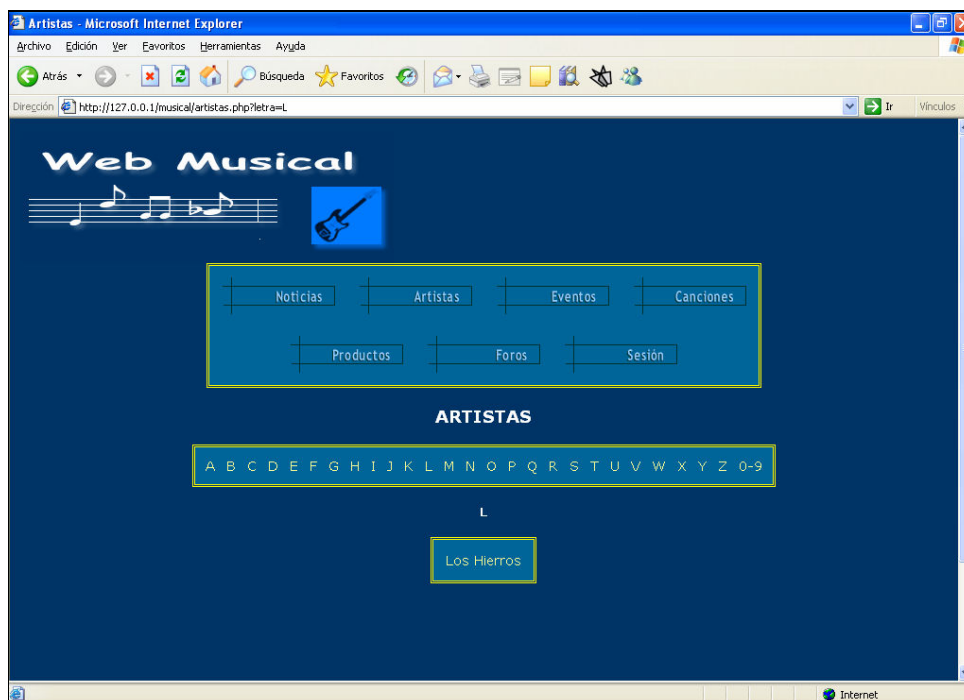 Artistas - Microsoft Internet Explorer
Archivo Edición Ver Favoritos Herramientas Ayuda
Atrás Búsqueda Favoritos
Dirección http://127.0.0.1/musical/artistas.php?letra=L Ir Vínculos
Web Musical
Noticias Artistas Eventos Canciones
Productos Foros Sesión
ARTISTAS
A B C D E F G H I J K L M N O P Q R S T U V W X Y Z 0-9
L
Los Hierros
Internet